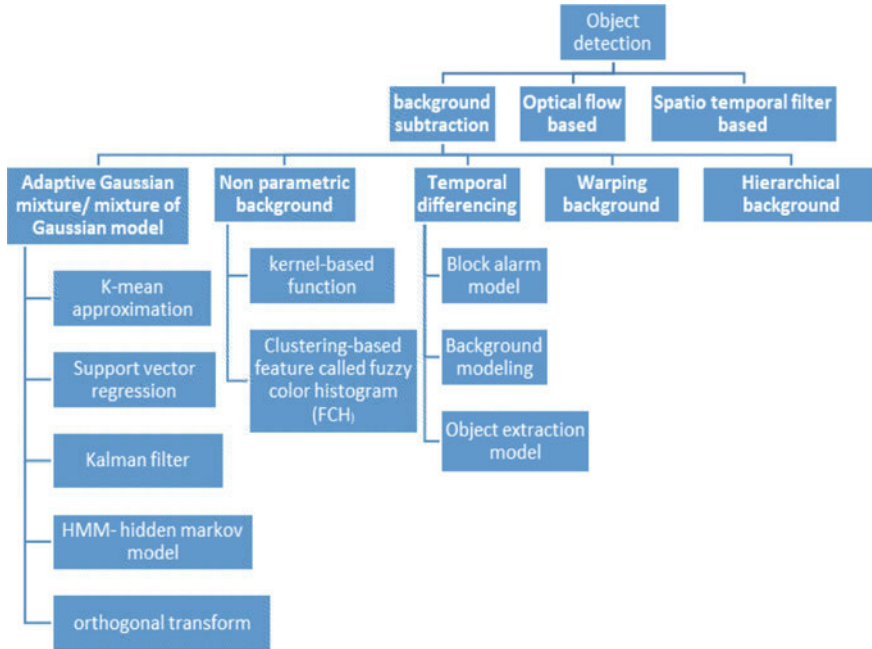 Object
detection
background
subtraction
Optical flow
based
Spatio temporal filter
based
Adaptive Gaussian
mixture/ mixture of
Gaussian model
Non parametric
background
Temporal
differencing
Warping
background
Hierarchical
background
K-mean
approximation
Support vector
regression
Kalman filter
HMM- hidden markov
model
orthogonal transform
kernel-based
function
Clustering-based
feature called fuzzy
color histogram
(FCH)
Block alarm
model
Background
modeling
Object extraction
model